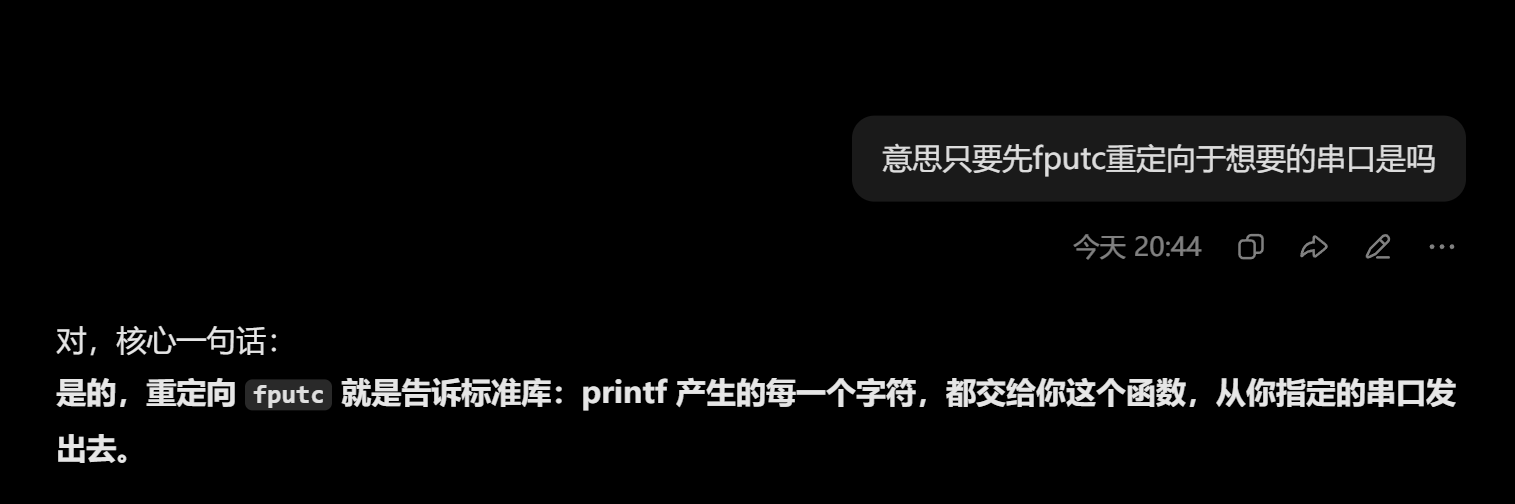 意思只要先fputc重定向于想要的串口是吗
今天 20:44
对，核心一句话：
是的，重定向 fputc 就是告诉标准库：printf 产生的每一个字符，都交给你这个函数，从你指定的串口发
出去。